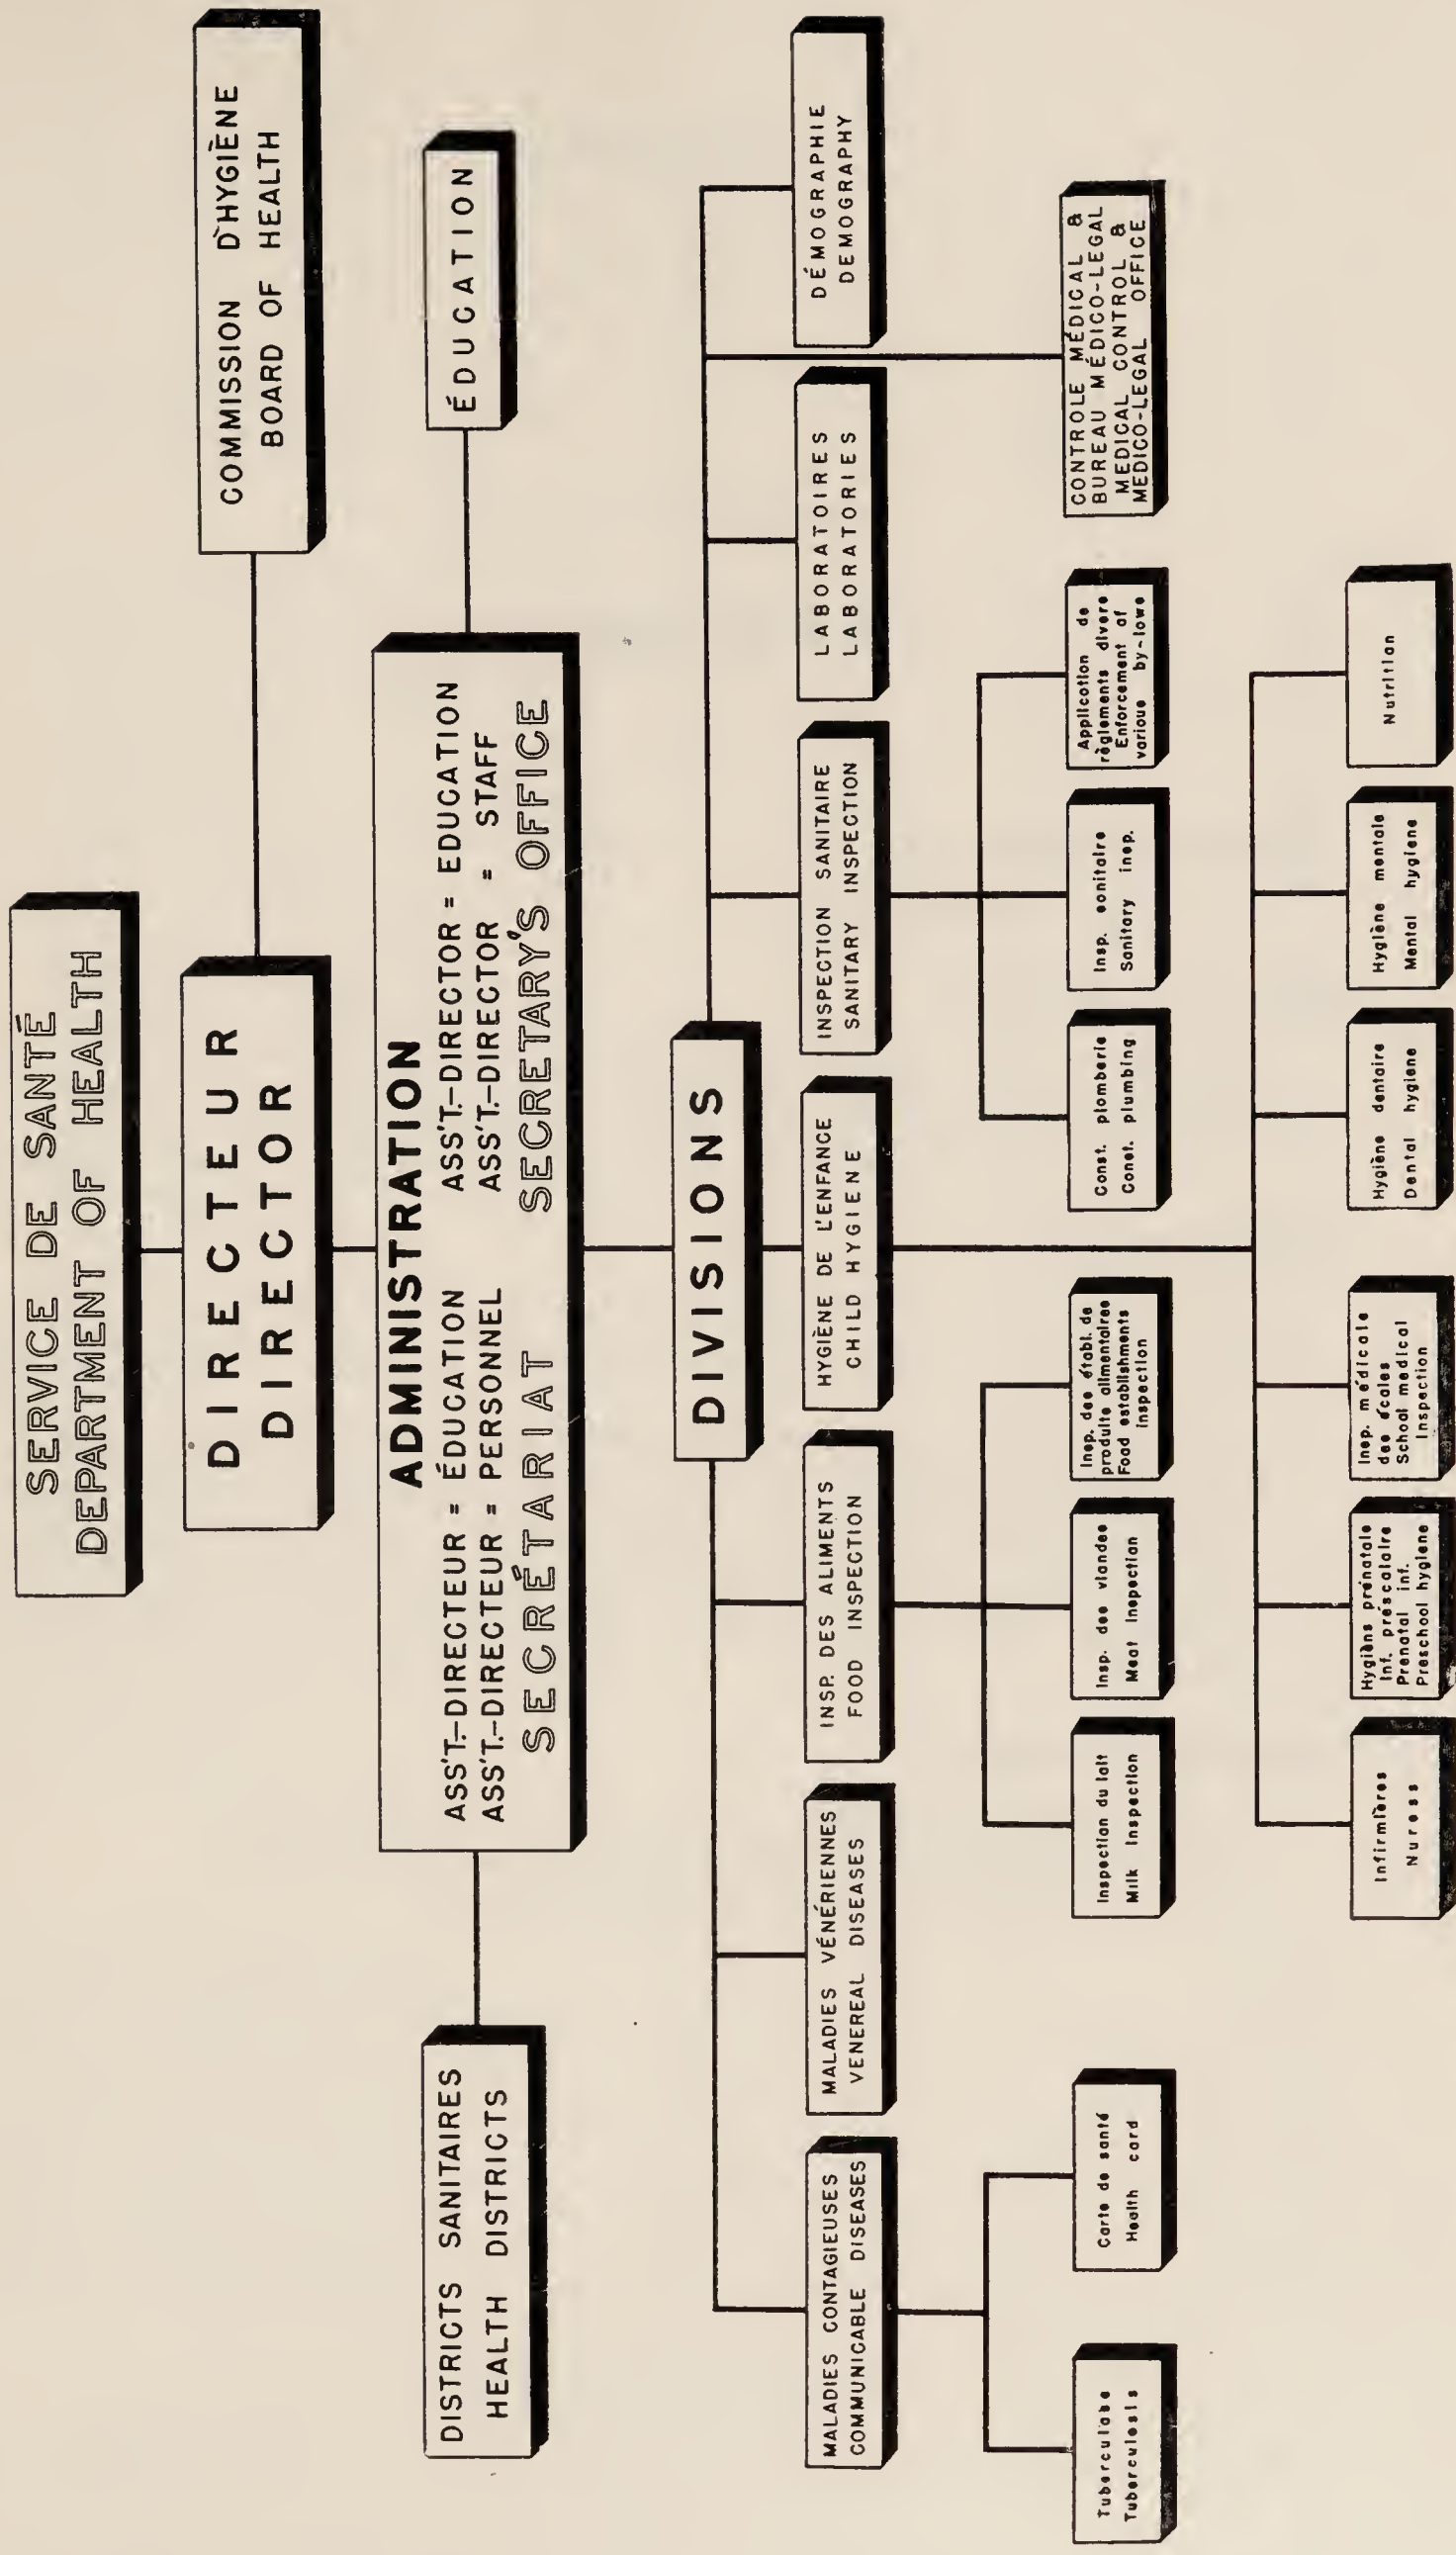 SERVICE DE SANTÉ
DEPARTMENT OF HEALTH
DIRECTEUR
DIRECTOR
COMMISSION D'HYGIÈNE
BOARD OF HEALTH
ADMINISTRATION
ASS'T.-DIRECTEUR = ÉDUCATION
ASS'T.-DIRECTEUR = PERSONNEL
SECRÉTARIAT
ASS'T.-DIRECTOR = EDUCATION
ASS'T.-DIRECTOR = STAFF
SECRETARY'S OFFICE
DISTRICTS SANITAIRES
HEALTH DISTRICTS
ÉDUCATION
DIVISIONS
MALADIES CONTAGIEUSES
COMMUNICABLE DISEASES
MALADIES VÉNÉRIENNES
VENEREAL DISEASES
INSP. DES ALIMENTS
FOOD INSPECTION
HYGIÈNE DE L'ENFANCE
CHILD HYGIENE
INSPECTION SANITAIRE
SANITARY INSPECTION
LABORATOIRES
LABORATORIES
DÉMOGRAPHIE
DEMOGRAPHY
Tuberculose
Tuberculosis
Carte de santé
Health card
Inspection du lait
Milk inspection
Insp. des viandes
Meat inspection
Insp. des établ. de
produits alimentaires
Food establishments
inspection
Const. plomberie
Const. plumbing
Insp. sanitaire
Sanitary insp.
Application de
règlements divers
Enforcement of
various by-laws
CONTROLE MÉDICAL &
BUREAU MÉDICO-LEGAL
MEDICAL CONTROL &
MEDICO-LEGAL OFFICE
Infirmières
Nurses
Hygiène prénatale
Inf. préscolaire
Prenatal inf.
Preschool hygiene
Insp. médicale
des écoles
School medical
inspection
Hygiène dentaire
Dental hygiene
Hygiène mentale
Mental hygiene
Nutrition